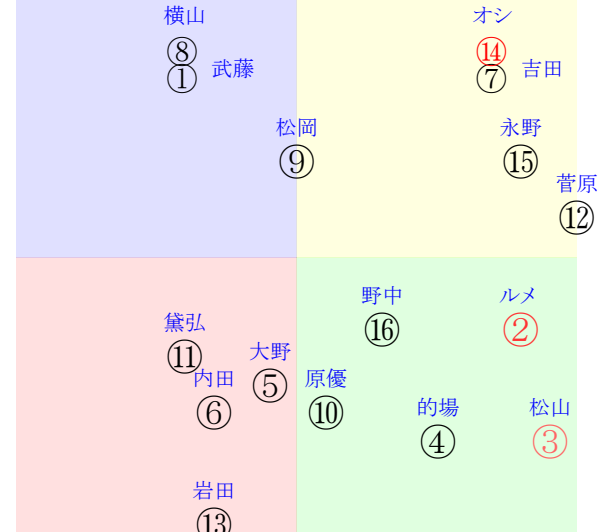 横山
オシ
⑧
⑭
① 武藤
⑦ 吉田
松岡
永野
⑨
⑮
菅原
⑫
野中
ルメ
黛弘
⑯
②
大野
⑪
内田
⑤
原優
⑥
⑩
的場
松山
④
③
岩田
⑬